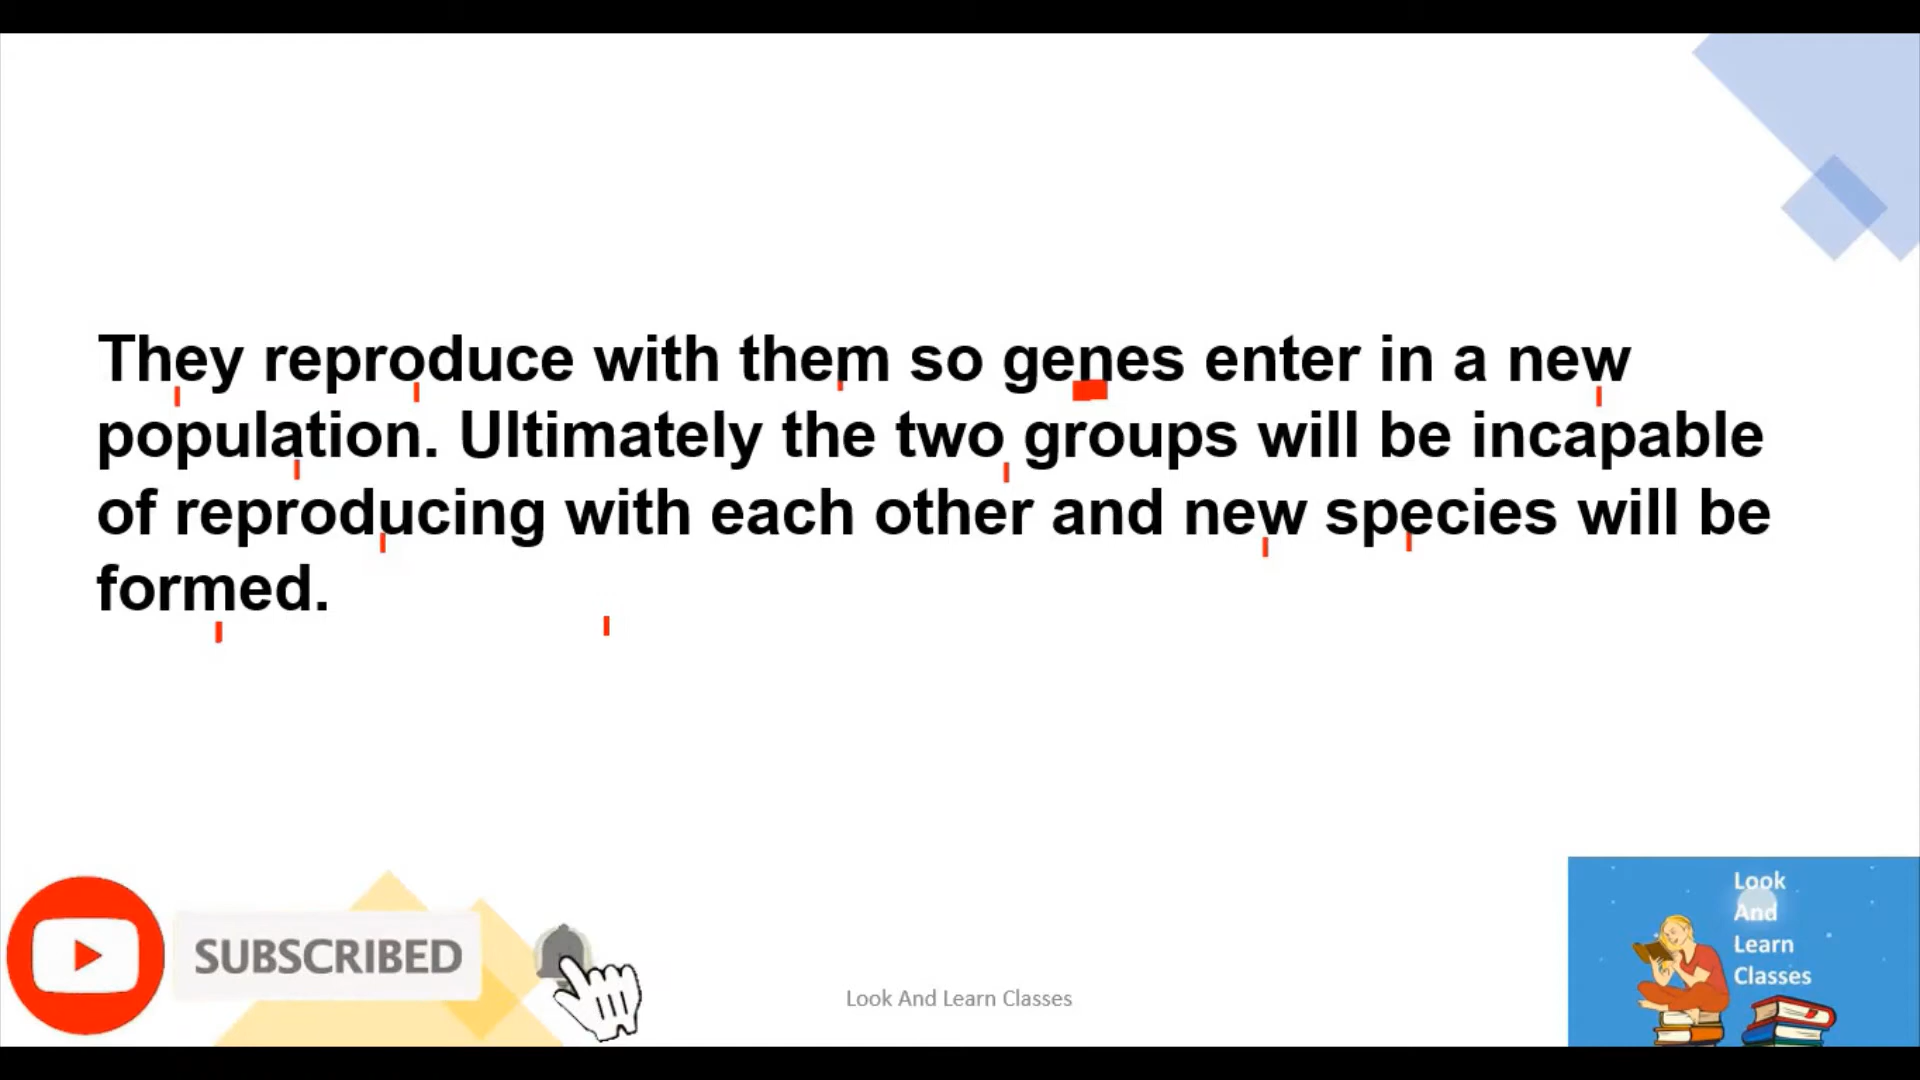 They reproduce with them so genes enter in a new
population. Ultimately the two groups will be incapable
of reproducing with each other and new species will be
formed.
SUBSCRIBED
Look And Learn Classes
Look
And
Learn
Classes